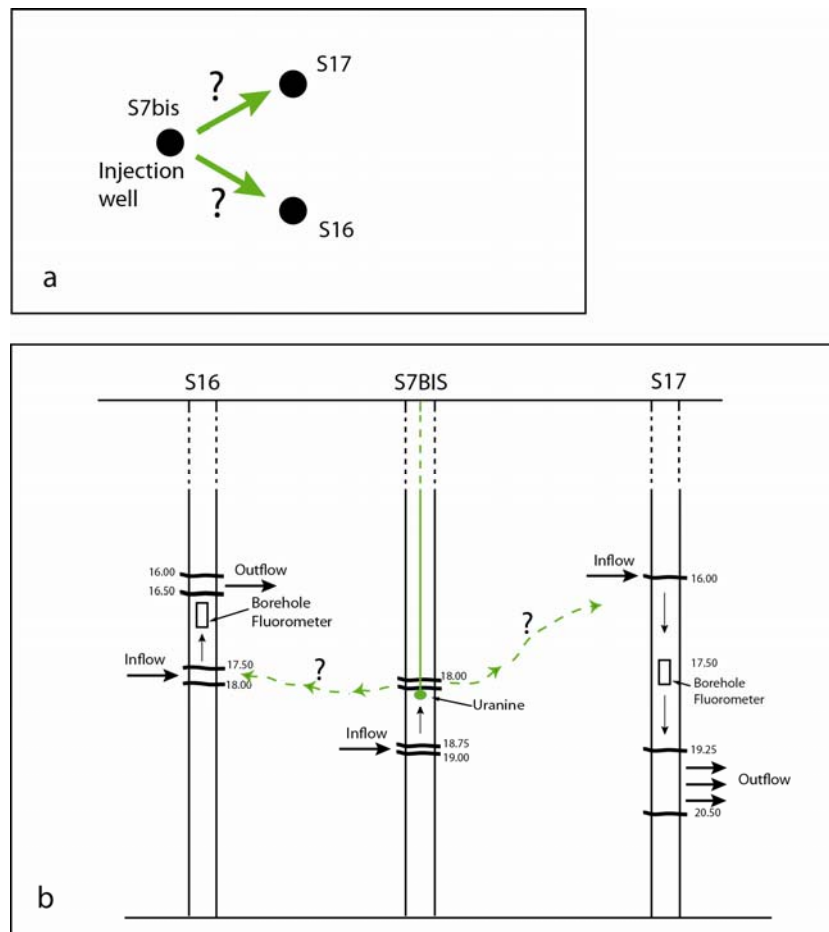 S17
?
S7bis
Injection
well
?
S16
a
S16
S7BIS
S17
16.00
Outflow
16.50
Borehole
Fluorometer
Inflow
17.50
18.00
?
18.00
Uranine
Inflow
18.75
19.00
?
Inflow
16.00
17.50
Borehole
Fluorometer
19.25
Outflow
20.50
b